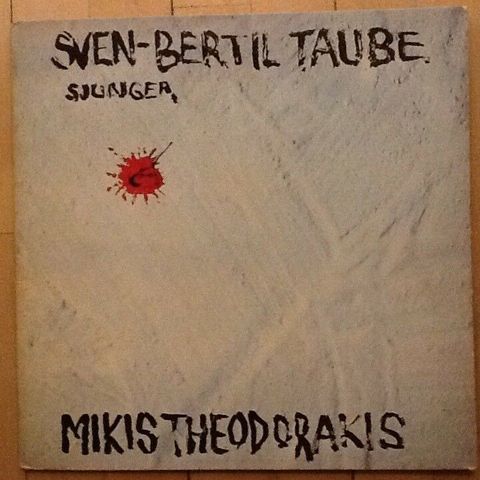 SVEN-BERTIL TAUBE
SJUNGER
MIKIS THEODORAKIS